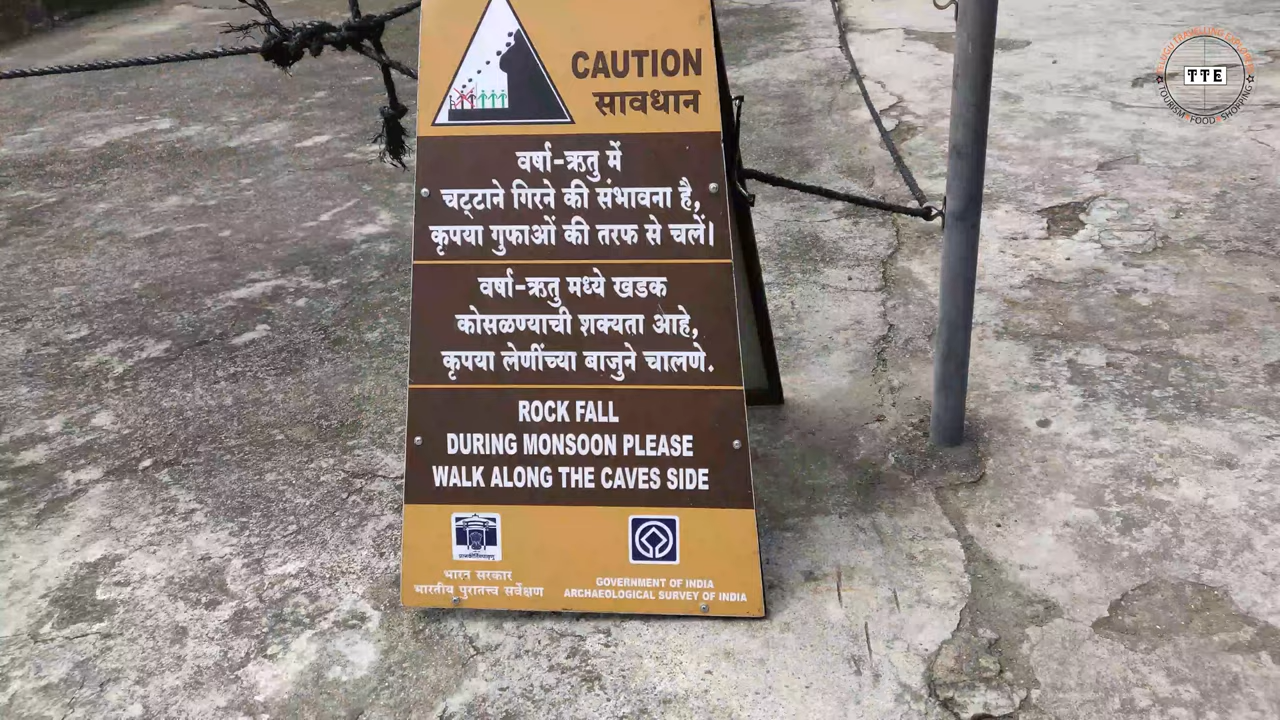 CAUTION
सावधान
वर्षा-ऋतु में
चट्टाने गिरने की संभावना है,
कृपया गुफाओं की तरफ से चलें।
वर्षा-ऋतु मध्ये खडक
कोसळण्याची शक्यता आहे,
कृपया लेणींच्या बाजुने चालणे.
ROCK FALL
DURING MONSOON PLEASE
WALK ALONG THE CAVES SIDE
भारत सरकार
भारतीय पुरातत्त्व सर्वेक्षण
GOVERNMENT OF INDIA
ARCHAEOLOGICAL SURVEY OF INDIA
TTE
TOURISM FOOD SHOPPING